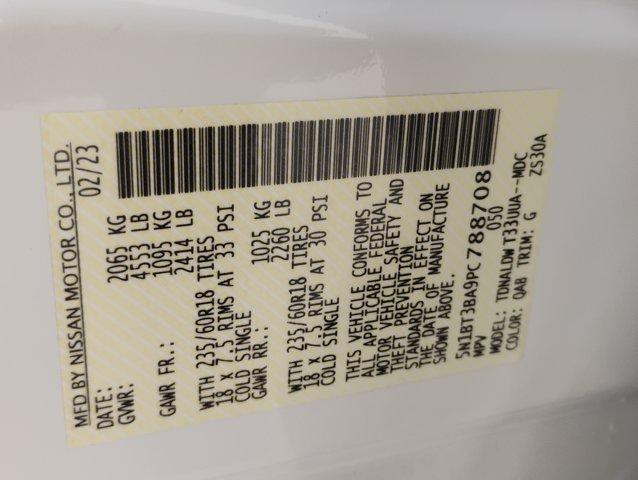 MFD BY NISSAN MOTOR CO.,LTD.
DATE: 02/23
GVWR: 2065 KG
4553 LB
GAWR FR.: 1095 KG
2414 LB
WITH 235/60R18 TIRES
18 X 7.5 RIMS AT 33 PSI
COLD SINGLE
GAWR RR.: 1025 KG
2260 LB
WITH 235/60R18 TIRES
18 X 7.5 RIMS AT 30 PSI
COLD SINGLE
THIS VEHICLE CONFORMS TO
ALL APPLICABLE FEDERAL
MOTOR VEHICLE SAFETY AND
THEFT PREVENTION
STANDARDS IN EFFECT ON
THE DATE OF MANUFACTURE
SHOWN ABOVE.
5N1BT3BA9PC788708
MPV 050
MODEL: TDNALDW T33UUA--MDC
COLOR: QAB TRIM: G ZS30A